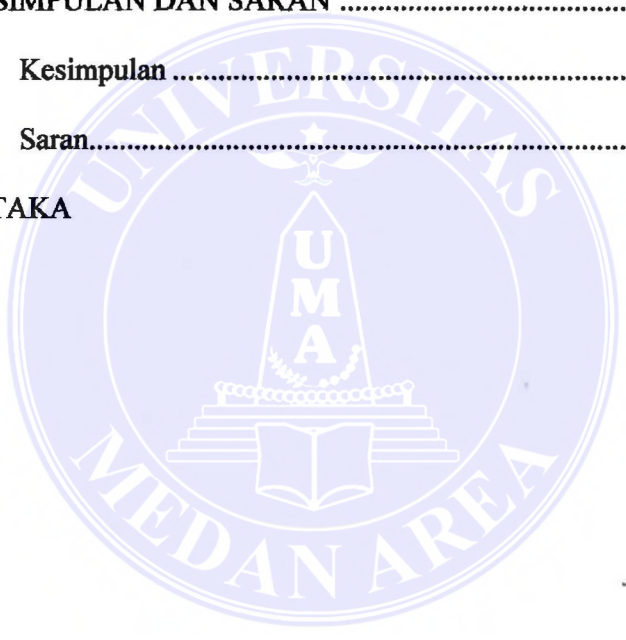 SIMPULAN DAN SARAN ........................................................
Kesimpulan ........................................................................
Saran..................................................................................
TAKA
UNIVERSITAS
UMA
MEDAN AREA